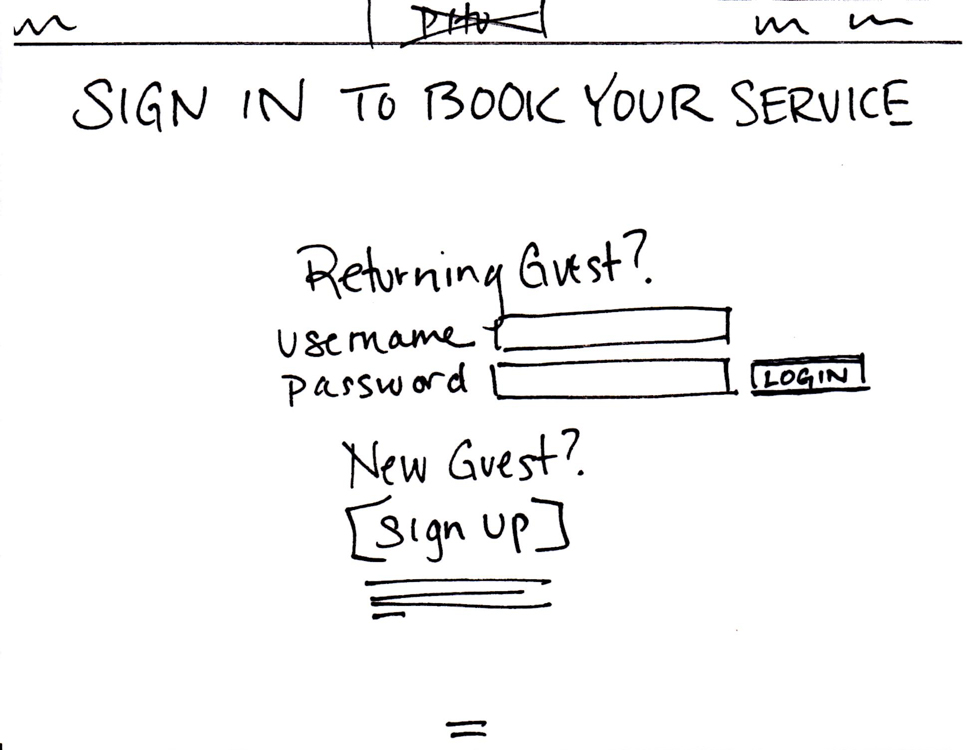 SIGN IN TO BOOK YOUR SERVICE
Returning Guest?
username
password LOGIN
New Guest?
[Sign up]